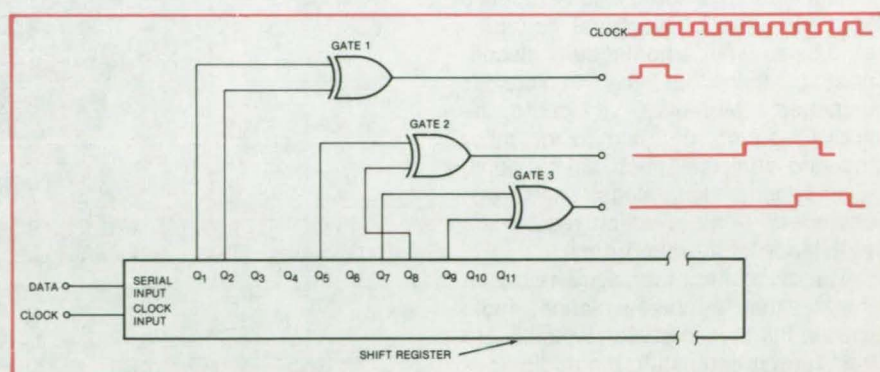 CLOCK
GATE 1
GATE 2
GATE 3
Q1 Q2 Q3 Q4 Q5 Q6 Q7 Q8 Q9 Q10 Q11
DATA
SERIAL
INPUT
CLOCK
CLOCK
INPUT
SHIFT REGISTER